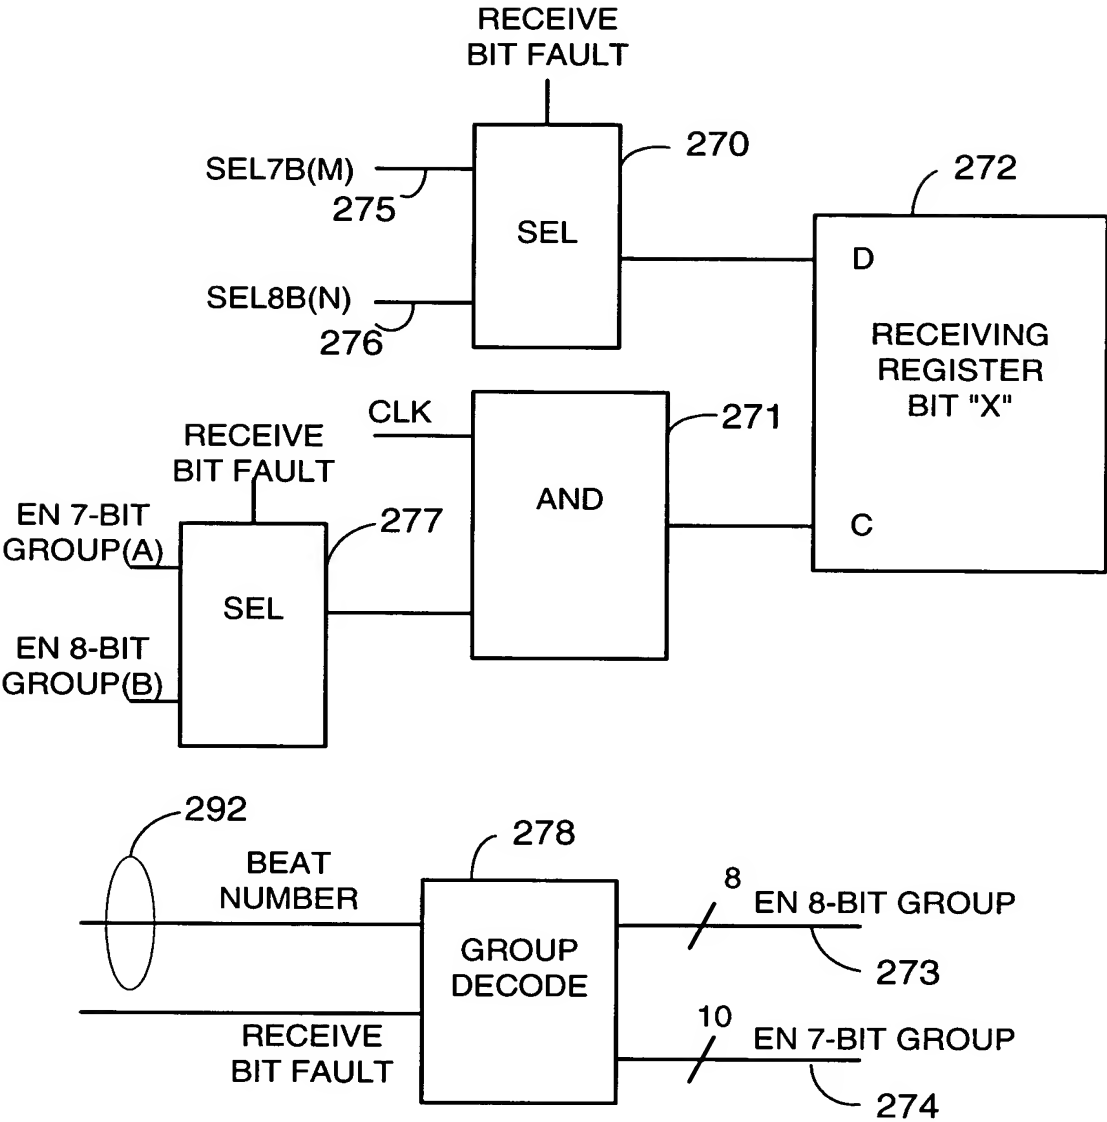 RECEIVE
BIT FAULT
270
SEL7B(M)
275
SEL
272
D
SEL8B(N)
276
RECEIVING
REGISTER
BIT "X"
CLK
271
RECEIVE
BIT FAULT
AND
EN 7-BIT
GROUP(A)
277
C
SEL
EN 8-BIT
GROUP(B)
292
278
BEAT
NUMBER
8
EN 8-BIT GROUP
GROUP
DECODE
273
10
RECEIVE
BIT FAULT
EN 7-BIT GROUP
274